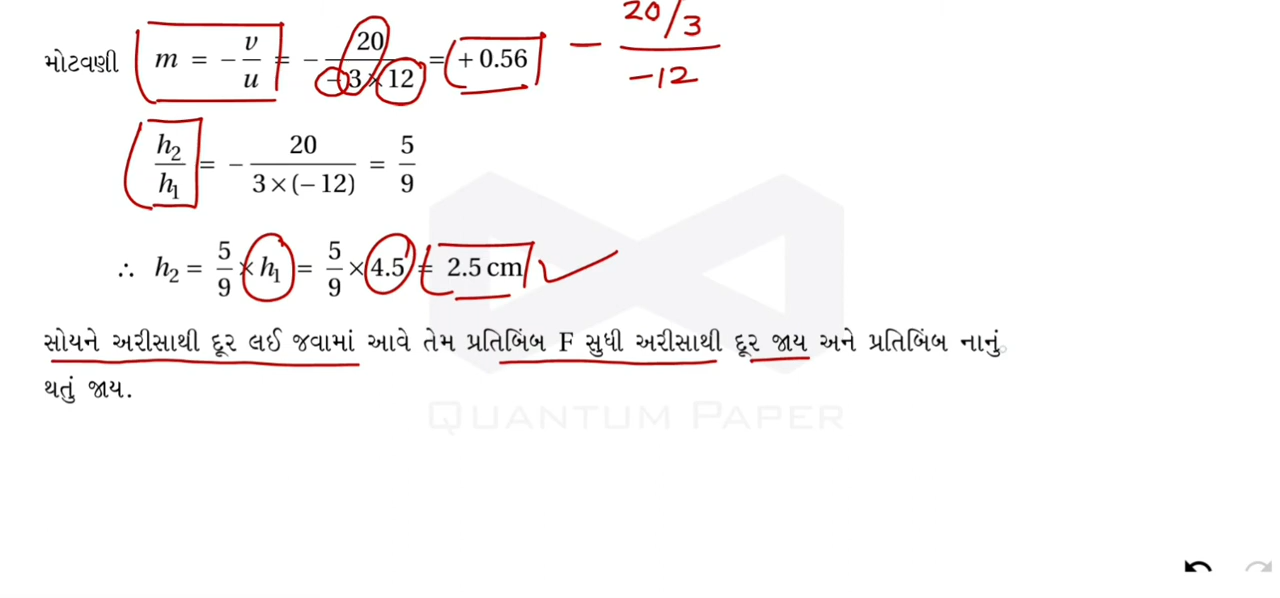 મોટવણી m = - v/u = - 20/(-3×12) = +0.56 - (20/3)/(-12)
h₂/h₁ = - 20/(3×(-12)) = 5/9
∴ h₂ = 5/9 × h₁ = 5/9 × 4.5 = 2.5 cm
સોયને અરીસાથી દૂર લઈ જવામાં આવે તેમ પ્રતિબિંબ F સુધી અરીસાથી દૂર જાય અને પ્રતિબિંબ નાનું
થતું જાય.
QUANTUM PAPER